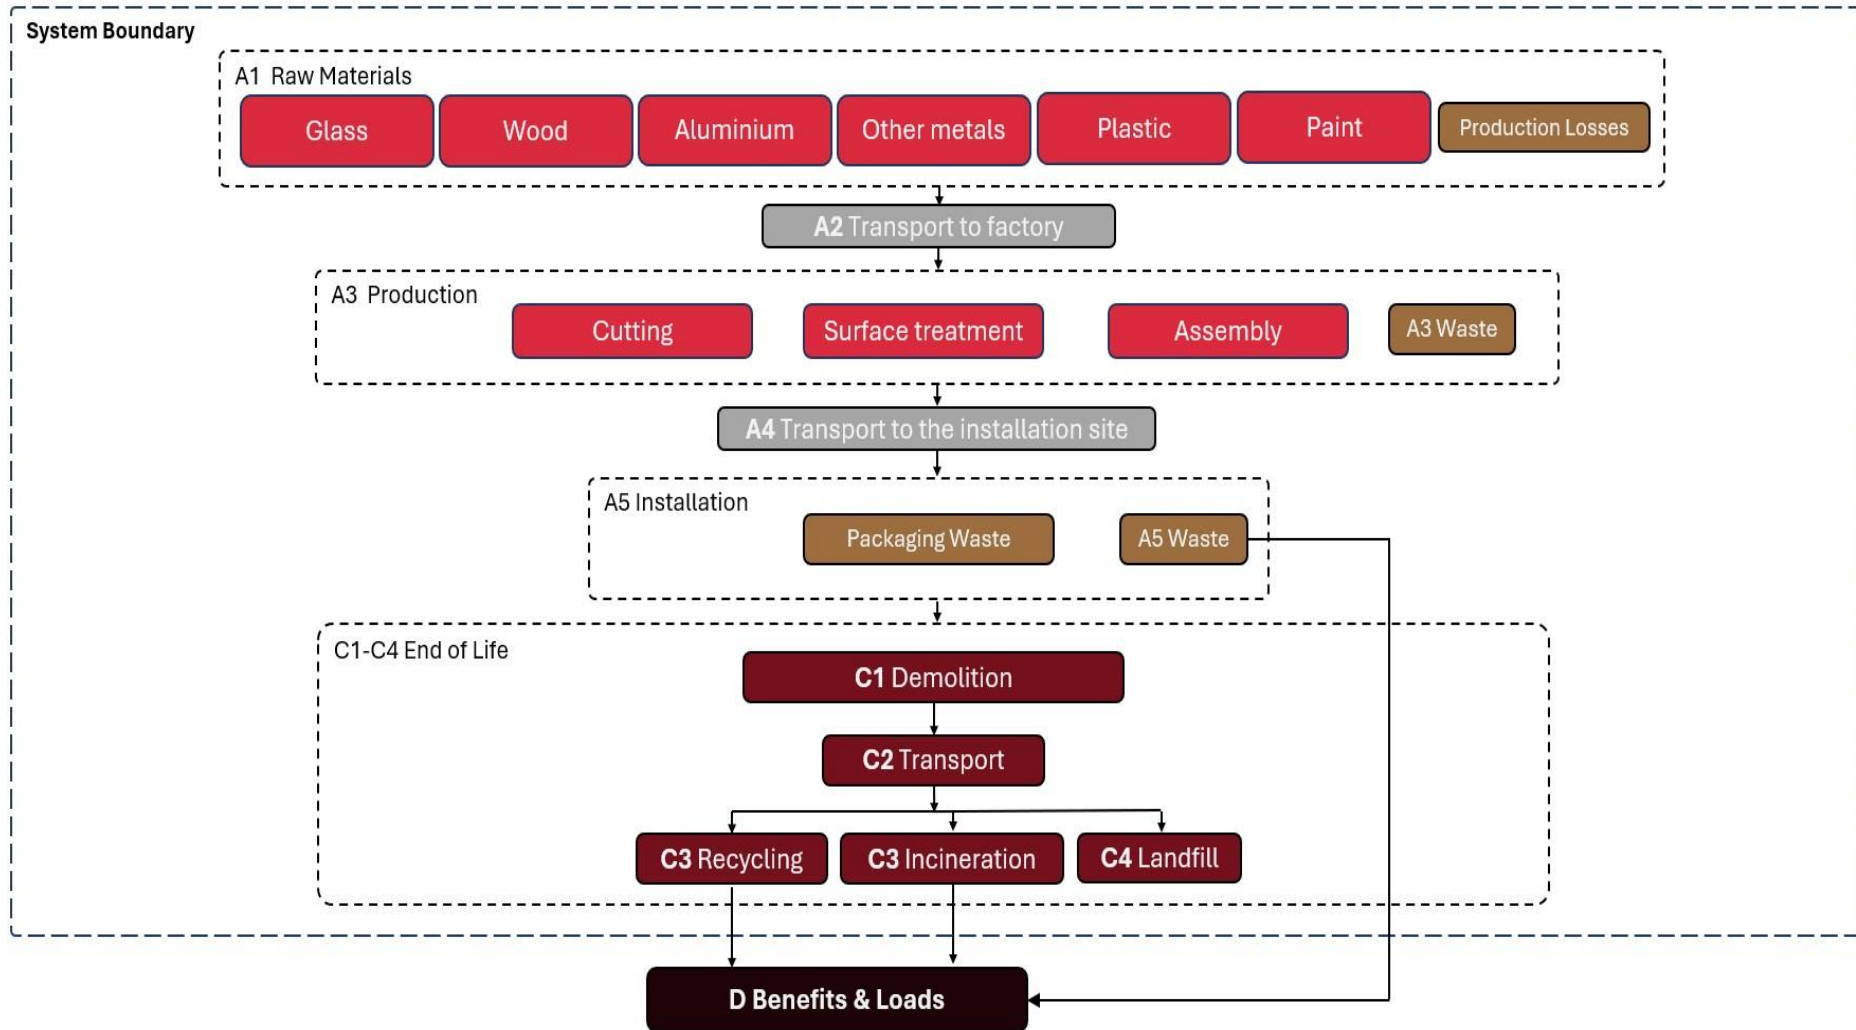 System Boundary
A1 Raw Materials
Glass
Wood
Aluminium
Other metals
Plastic
Paint
Production Losses
A2 Transport to factory
A3 Production
Cutting
Surface treatment
Assembly
A3 Waste
A4 Transport to the installation site
A5 Installation
Packaging Waste
A5 Waste
C1-C4 End of Life
C1 Demolition
C2 Transport
C3 Recycling
C3 Incineration
C4 Landfill
D Benefits & Loads